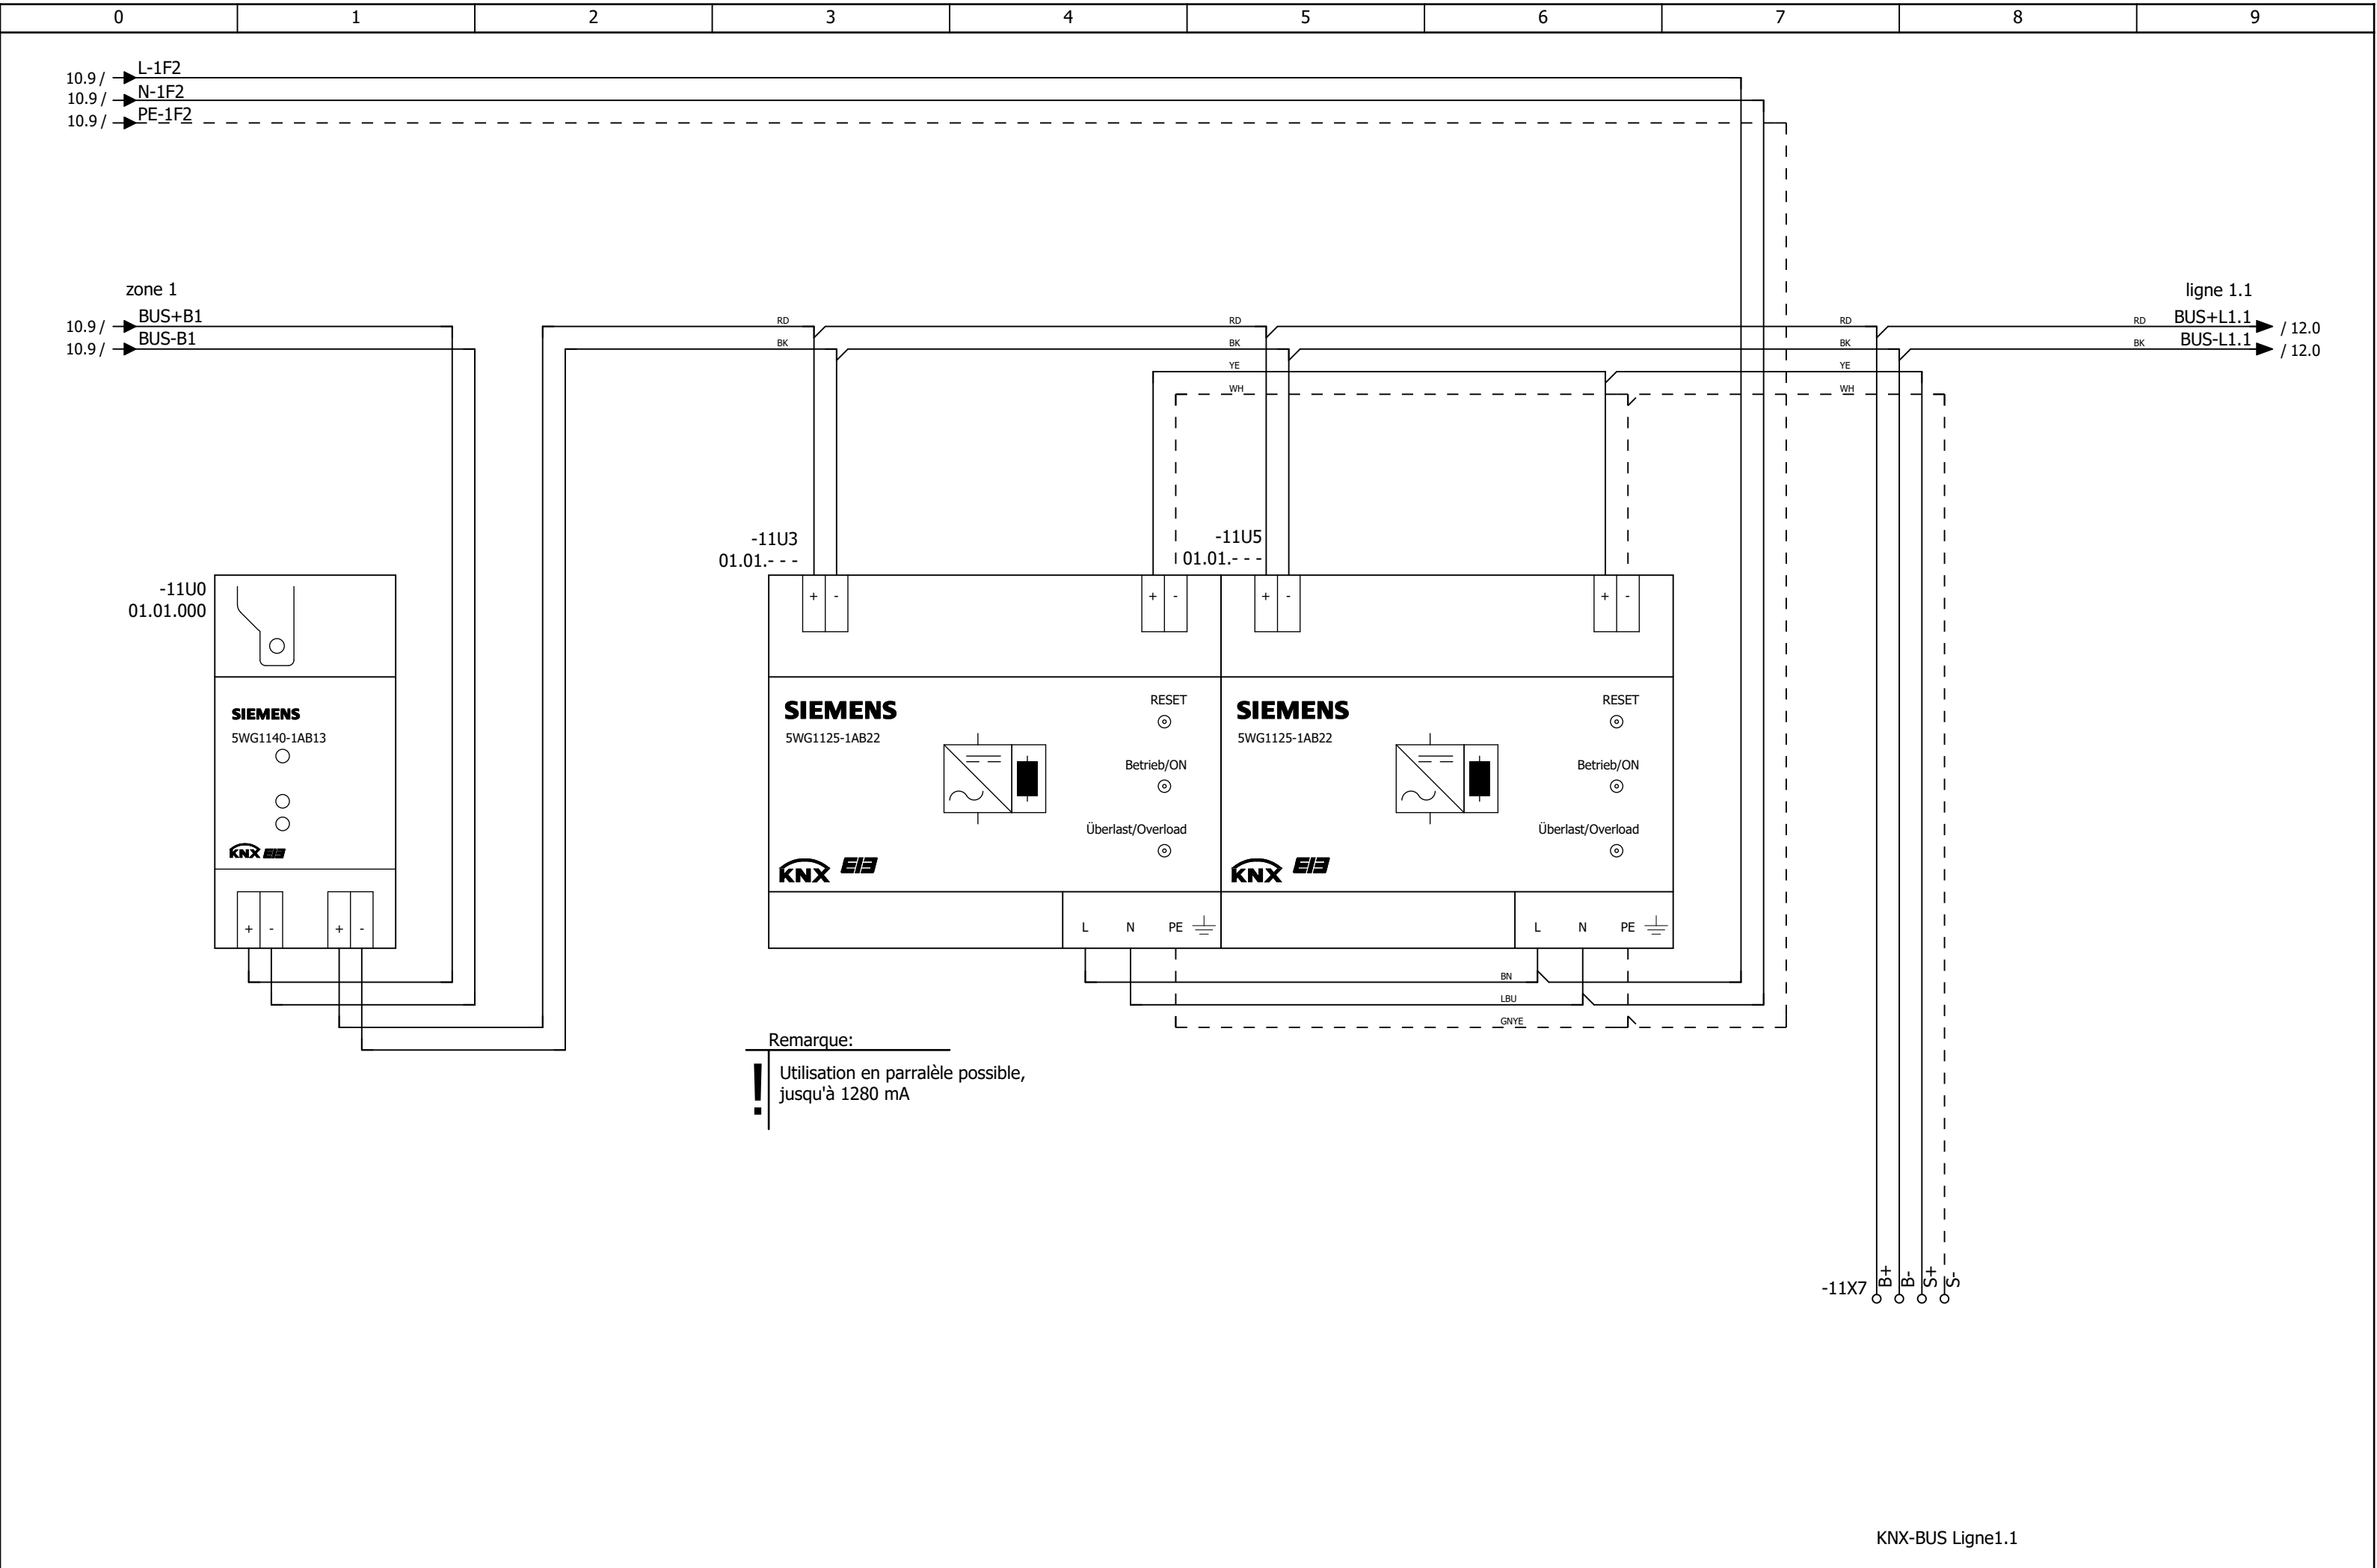 0 1 2 3 4 5 6 7 8 9
10.9 / L-1F2
10.9 / N-1F2
10.9 / PE-1F2
zone 1
ligne 1.1
10.9 / BUS+B1
RD RD RD RD BUS+L1.1 / 12.0
10.9 / BUS-B1
BK BK BK BK BUS-L1.1 / 12.0
YE YE
WH WH
-11U3
01.01.- - -
-11U5
01.01.- - -
-11U0
01.01.000
+ - + - + - + -
SIEMENS
5WG1140-1AB13
KNX EIB
+ - + -
SIEMENS
5WG1125-1AB22
RESET
Betrieb/ON
Überlast/Overload
KNX EIB
L N PE
SIEMENS
5WG1125-1AB22
RESET
Betrieb/ON
Überlast/Overload
KNX EIB
L N PE
BN
LBU
GNYE
Remarque:
! Utilisation en parralèle possible,
jusqu'à 1280 mA
-11X7 B+ B- S+ S-
KNX-BUS Ligne1.1